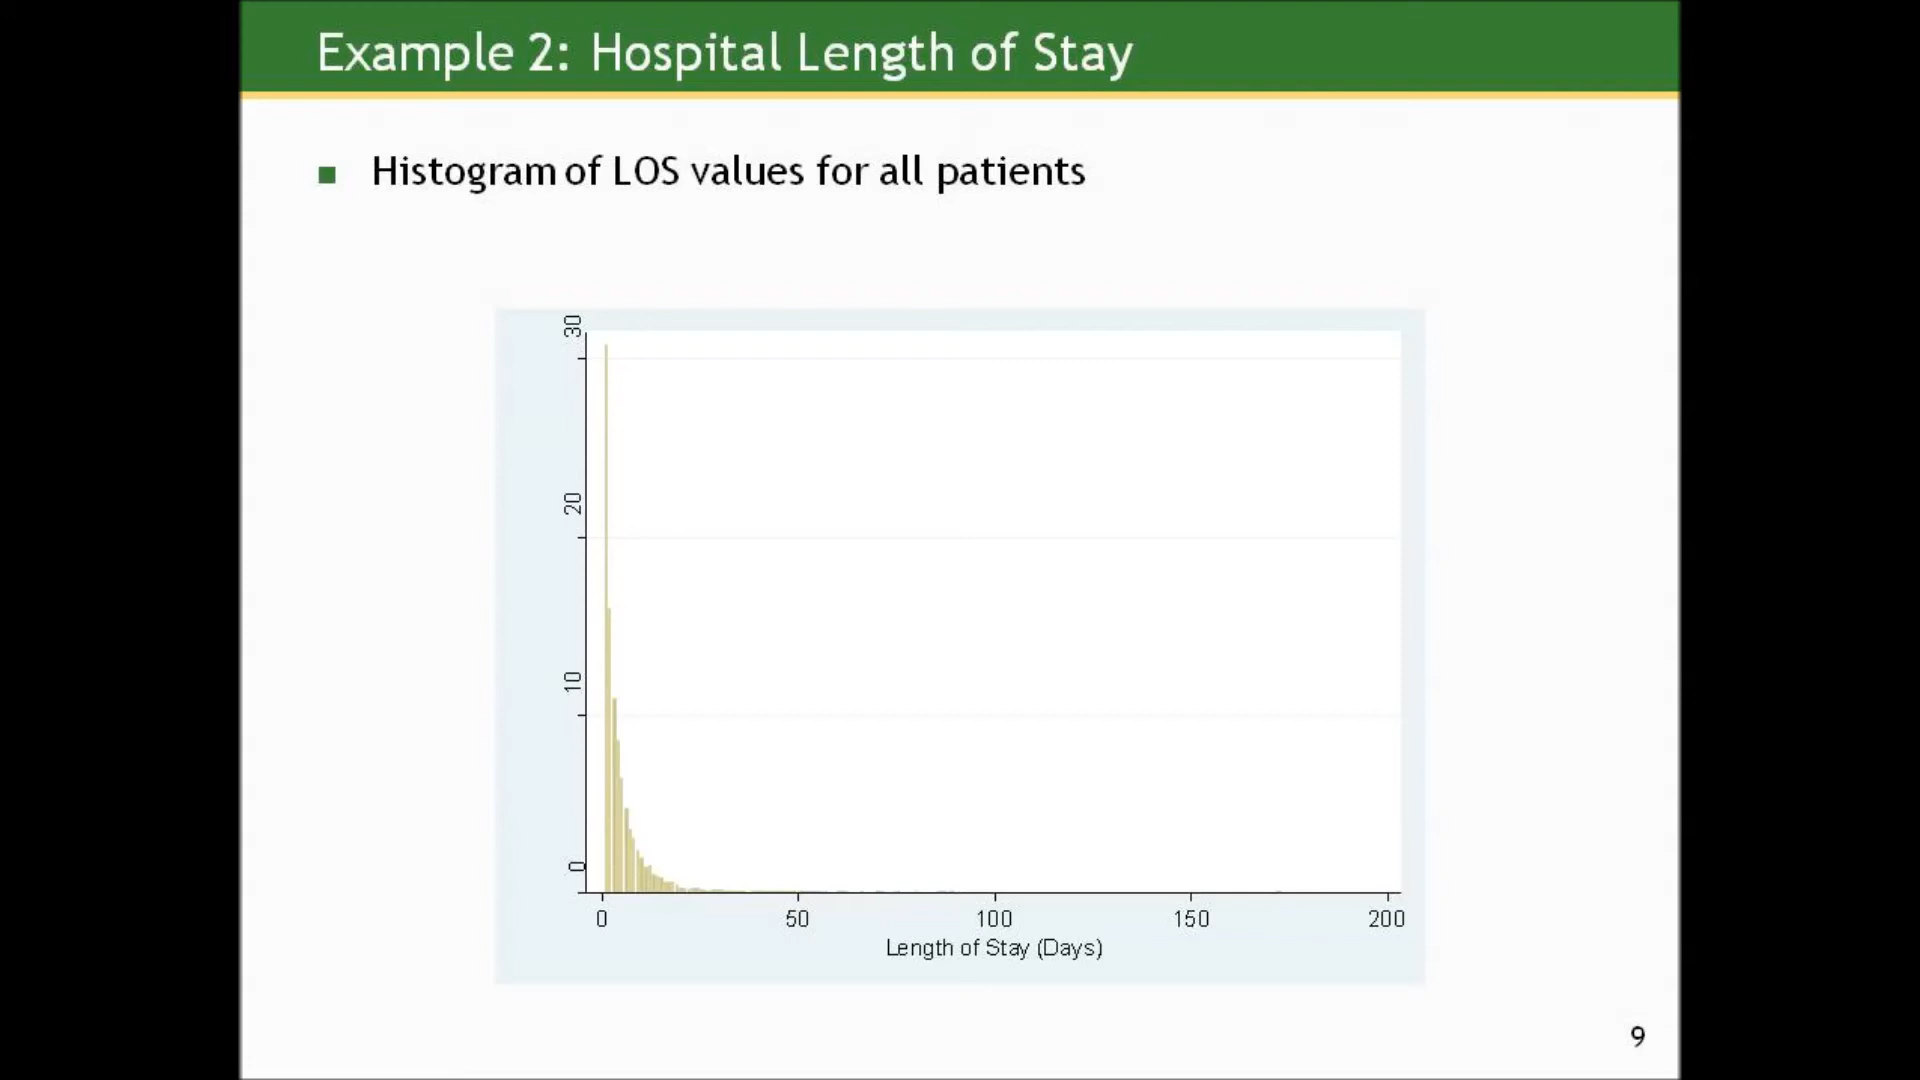 Example 2: Hospital Length of Stay
Histogram of LOS values for all patients
30
20
10
0
0 50 100 150 200
Length of Stay (Days)
9